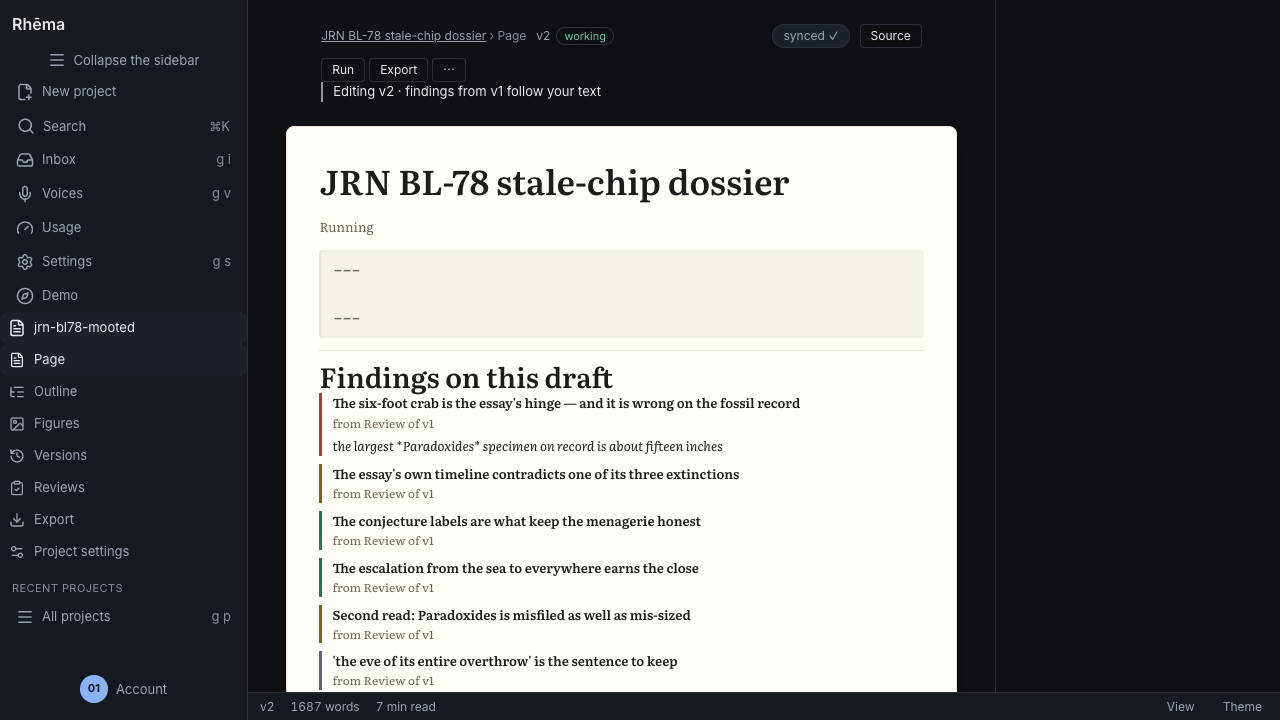 Rhēma
Collapse the sidebar
New project
Search ⌘K
Inbox g i
Voices g v
Usage
Settings g s
Demo
jrn-bl78-mooted
Page
Outline
Figures
Versions
Reviews
Export
Project settings
RECENT PROJECTS
All projects g p
01 Account
JRN BL-78 stale-chip dossier › Page v2 working
synced ✓ Source
Run Export ···
Editing v2 · findings from v1 follow your text
JRN BL-78 stale-chip dossier
Running
---
---
Findings on this draft
The six-foot crab is the essay's hinge — and it is wrong on the fossil record
from Review of v1
the largest *Paradoxides* specimen on record is about fifteen inches
The essay's own timeline contradicts one of its three extinctions
from Review of v1
The conjecture labels are what keep the menagerie honest
from Review of v1
The escalation from the sea to everywhere earns the close
from Review of v1
Second read: Paradoxides is misfiled as well as mis-sized
from Review of v1
'the eve of its entire overthrow' is the sentence to keep
from Review of v1
v2 1687 words 7 min read
View Theme